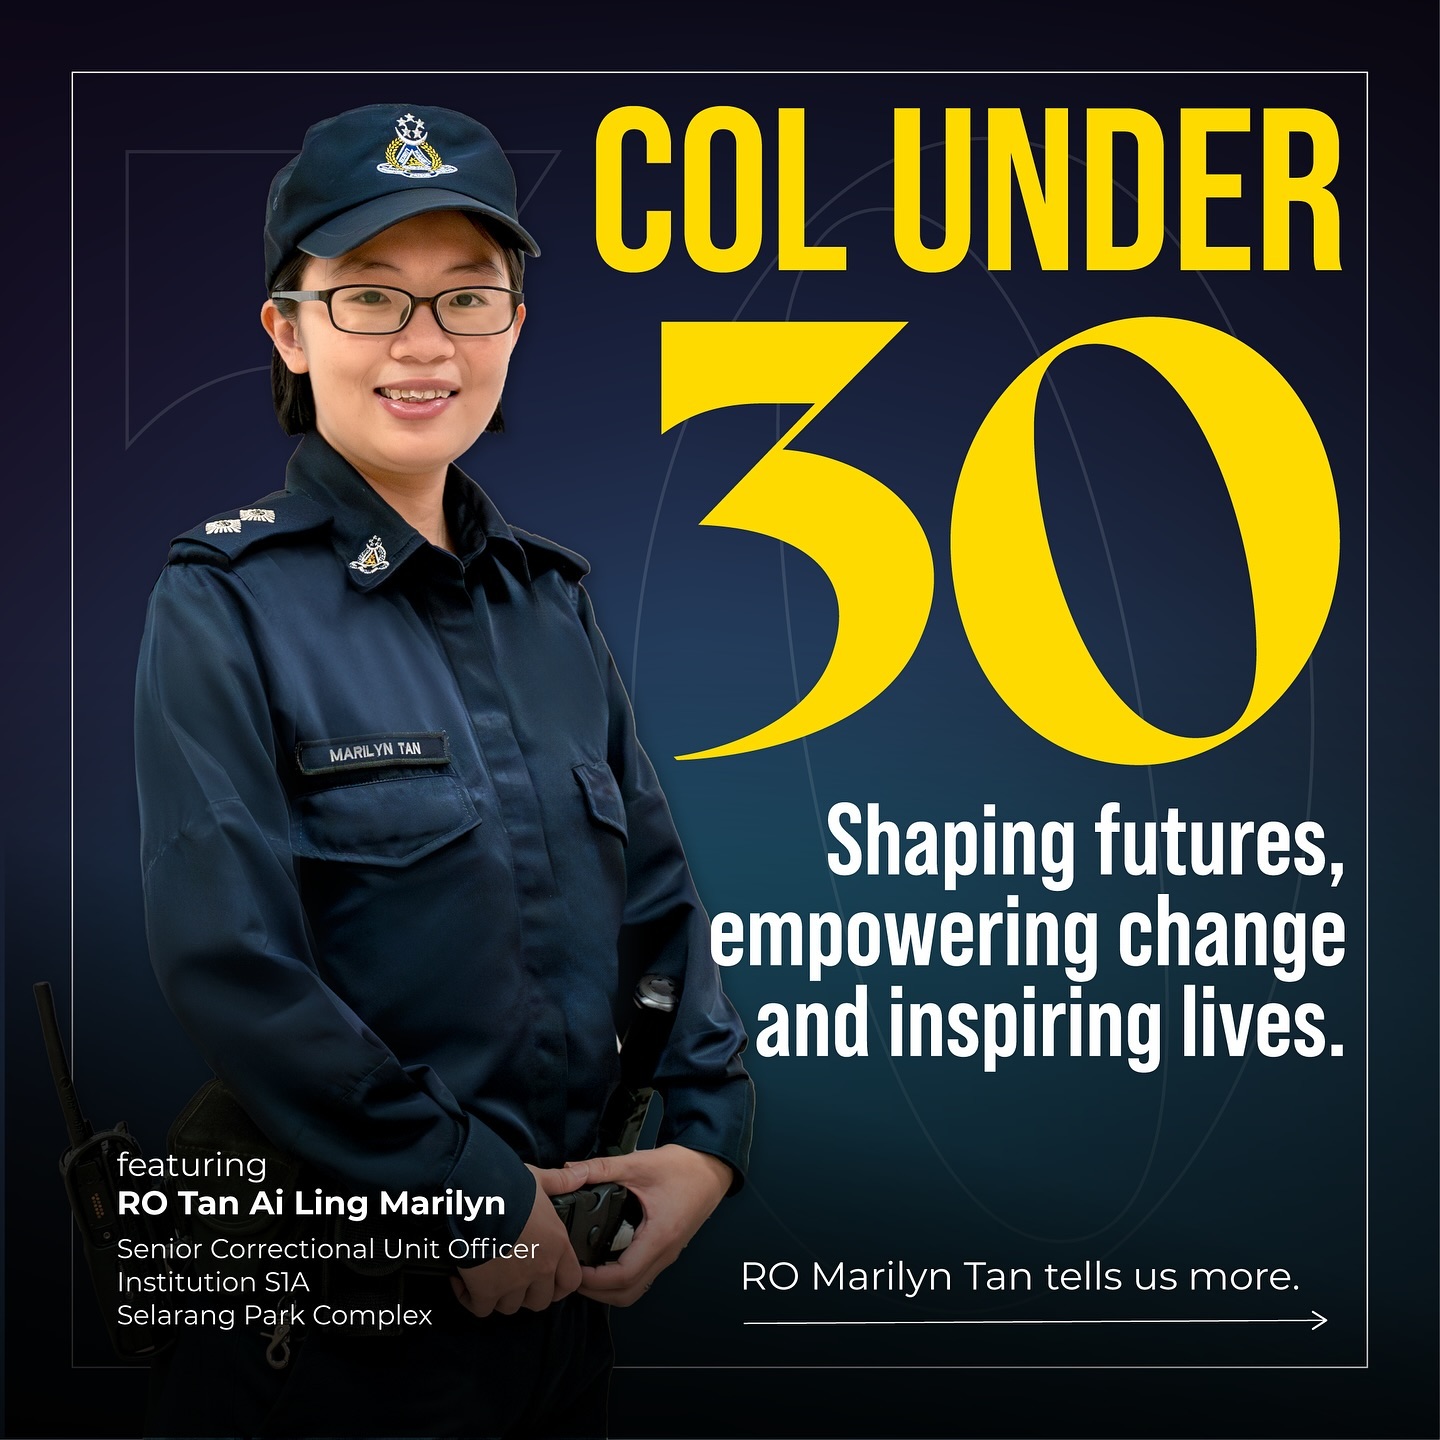 COL UNDER
30
Shaping futures,
empowering change
and inspiring lives.
MARILYN TAN
featuring
RO Tan Ai Ling Marilyn
Senior Correctional Unit Officer
Institution S1A
Selarang Park Complex
RO Marilyn Tan tells us more.